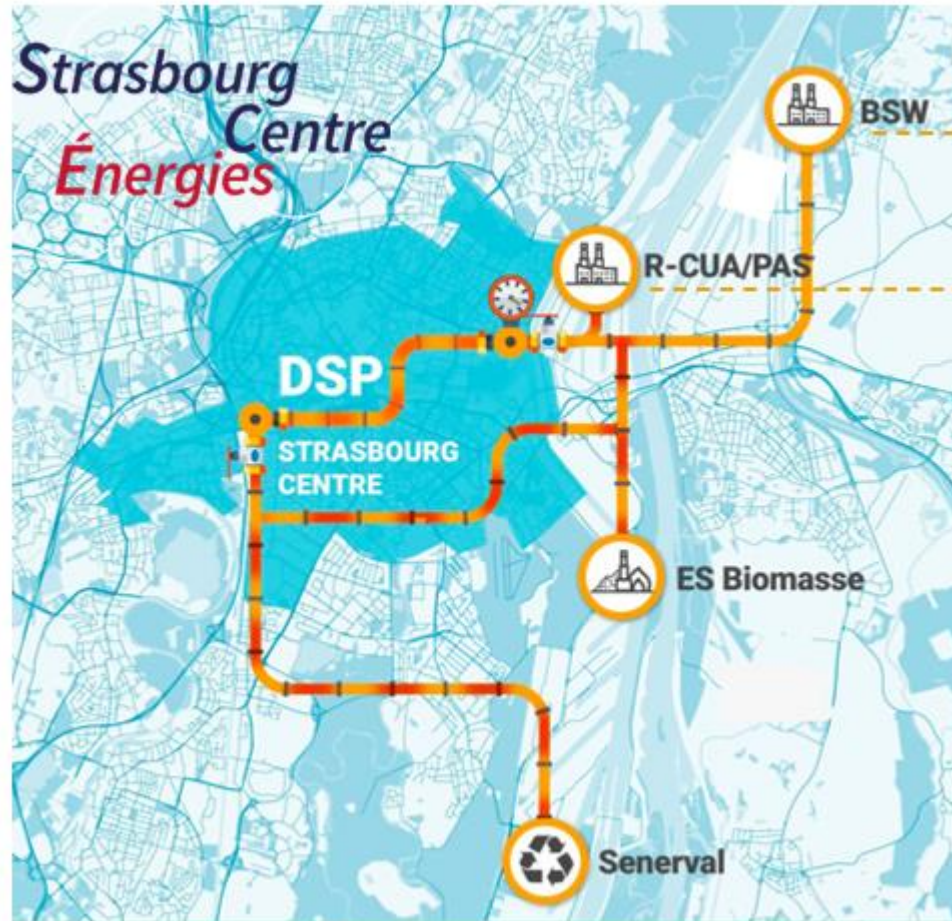 Strasbourg
Centre
Énergies
BSW
R-CUA/PAS
DSP
STRASBOURG
CENTRE
ES Biomasse
Senerval